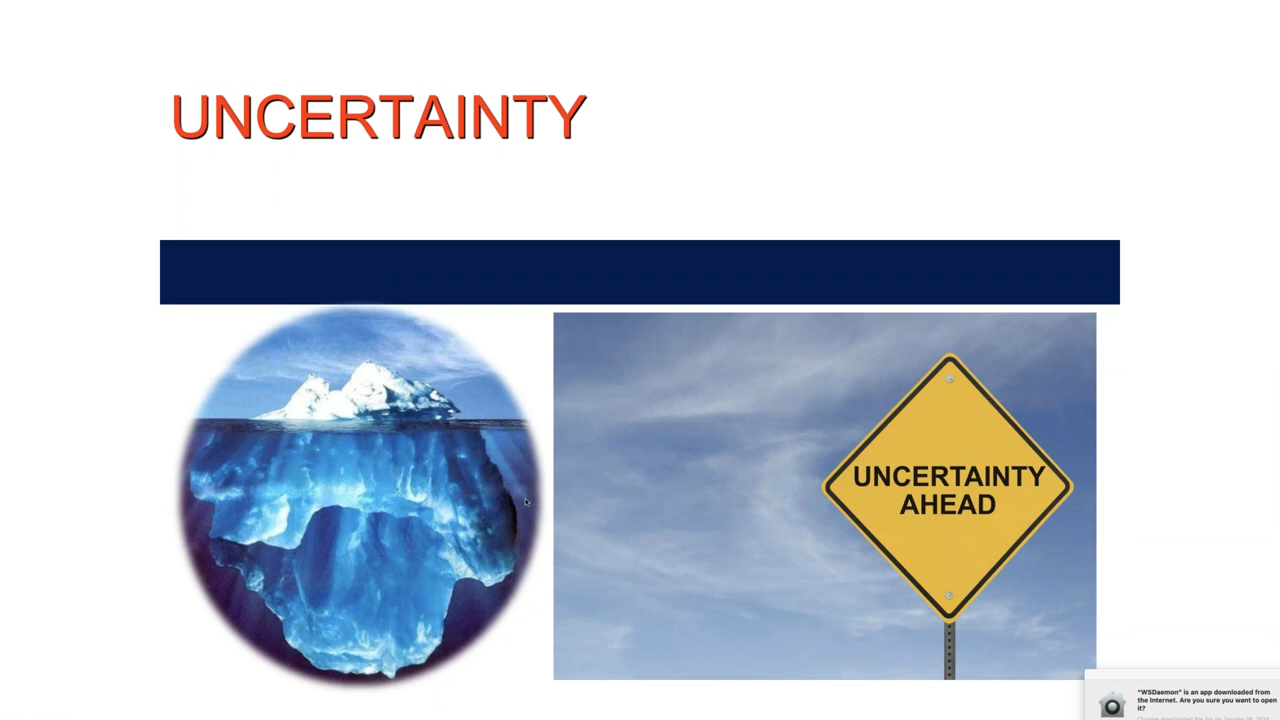 UNCERTAINTY
UNCERTAINTY
AHEAD
“WSDaemon” is an app downloaded from
the Internet. Are you sure you want to open
it?